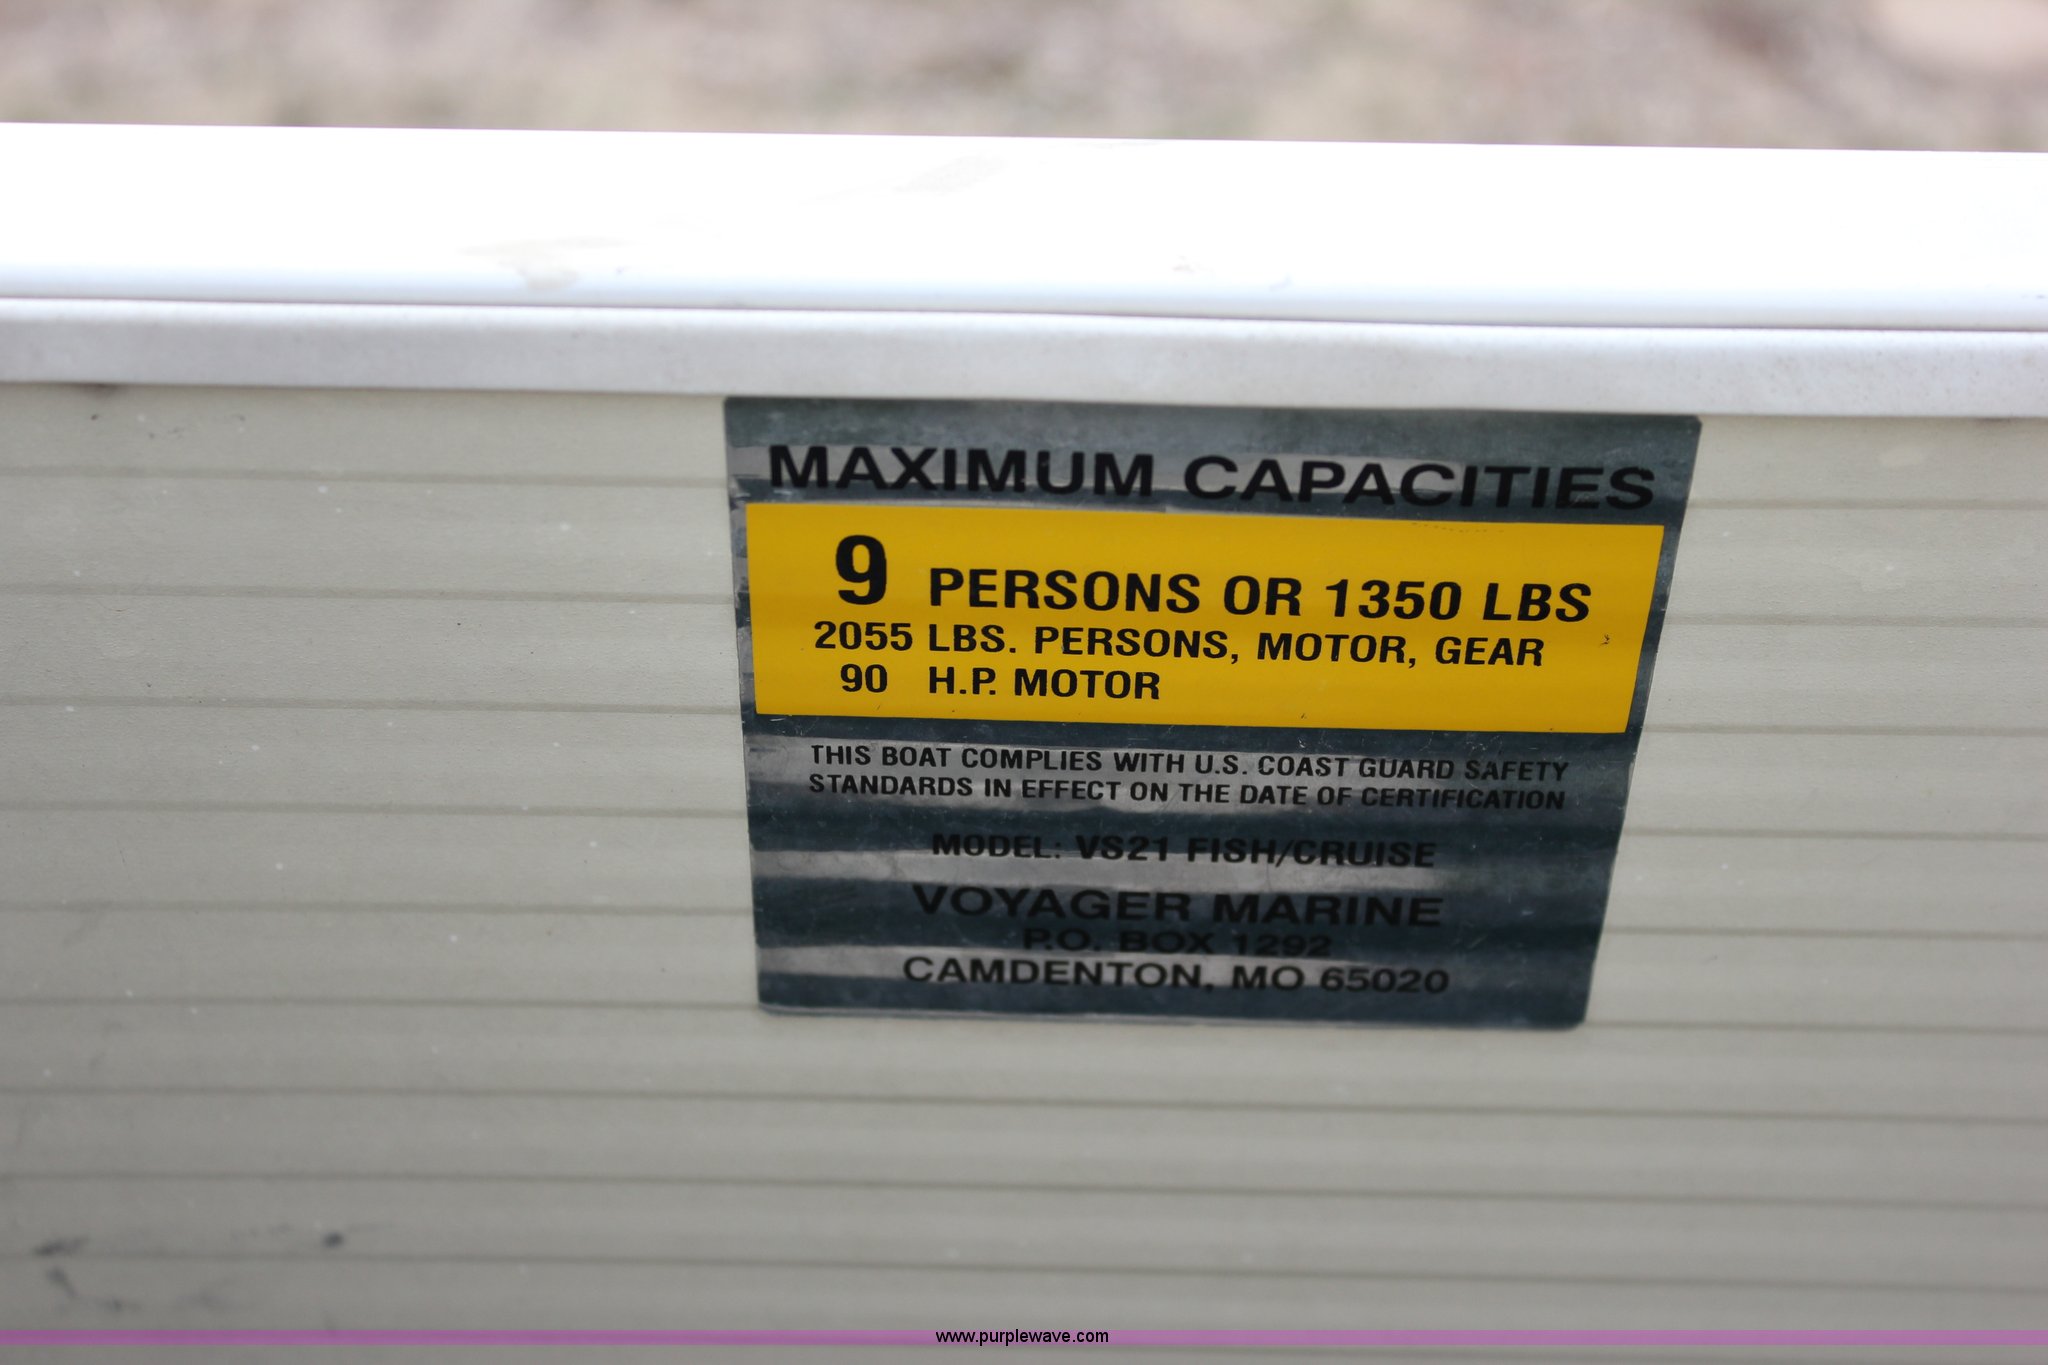 MAXIMUM CAPACITIES
9 PERSONS OR 1350 LBS
2055 LBS. PERSONS, MOTOR, GEAR
90 H.P. MOTOR
THIS BOAT COMPLIES WITH U.S. COAST GUARD SAFETY
STANDARDS IN EFFECT ON THE DATE OF CERTIFICATION
MODEL: VS21 FISH/CRUISE
VOYAGER MARINE
P.O. BOX 1292
CAMDENTON, MO 65020
www.purplewave.com